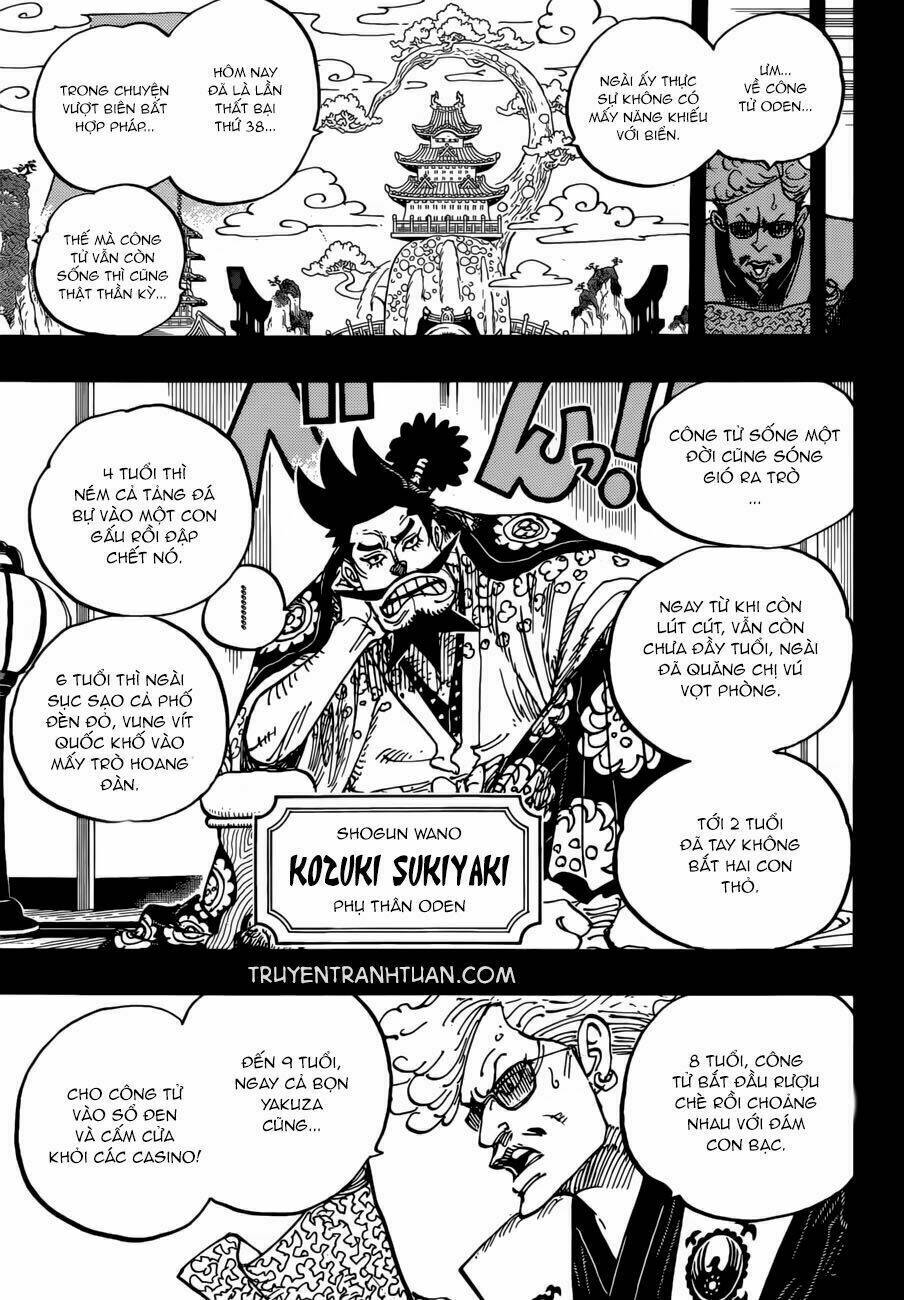 ƯM...
VỀ CÔNG
TỬ ODEN...
NGÀI ẤY THỰC
SỰ KHÔNG CÓ
MẤY NĂNG KHIẾU
VỚI BIỂN.
HÔM NAY
ĐÃ LÀ LẦN
THẤT BẠI
THỨ 38...
TRONG CHUYỆN
VƯỢT BIÊN BẤT
HỢP PHÁP...
THẾ MÀ CÔNG
TỬ VẪN CÒN
SỐNG THÌ CŨNG
THẬT THẦN KỲ...
CÔNG TỬ SỐNG MỘT
ĐỜI CŨNG SÓNG
GIÓ RA TRÒ
...
NGAY TỪ KHI CÒN
LÚT CÚT, VẪN CÒN
CHƯA ĐẦY TUỔI, NGÀI
ĐÃ QUĂNG CHỊ VÚ
VỌT PHÒNG.
TỚI 2 TUỔI
ĐÃ TAY KHÔNG
BẮT HAI CON
THỎ.
んっ!!
4 TUỔI THÌ
NÉM CẢ TẢNG ĐÁ
BỰ VÀO MỘT CON
GẤU RỒI ĐẬP
CHẾT NÓ.
6 TUỔI THÌ NGÀI
SỤC SẠO CẢ PHỐ
ĐÈN ĐỎ, VUNG VÍT
QUỐC KHỐ VÀO
MẤY TRÒ HOANG
ĐÀN.
SHOGUN WANO
KOZUKI SUKIYAKI
PHỤ THÂN ODEN
TRUYENTRANHTUAN.COM
8 TUỔI, CÔNG
TỬ BẮT ĐẦU RƯỢU
CHÈ RỒI CHOẢNG
NHAU VỚI ĐÁM
CON BẠC.
ĐẾN 9 TUỔI,
NGAY CẢ BỌN
YAKUZA
CŨNG...
CHO CÔNG TỬ
VÀO SỔ ĐEN
VÀ CẤM CỬA
KHỎI CÁC CASINO!